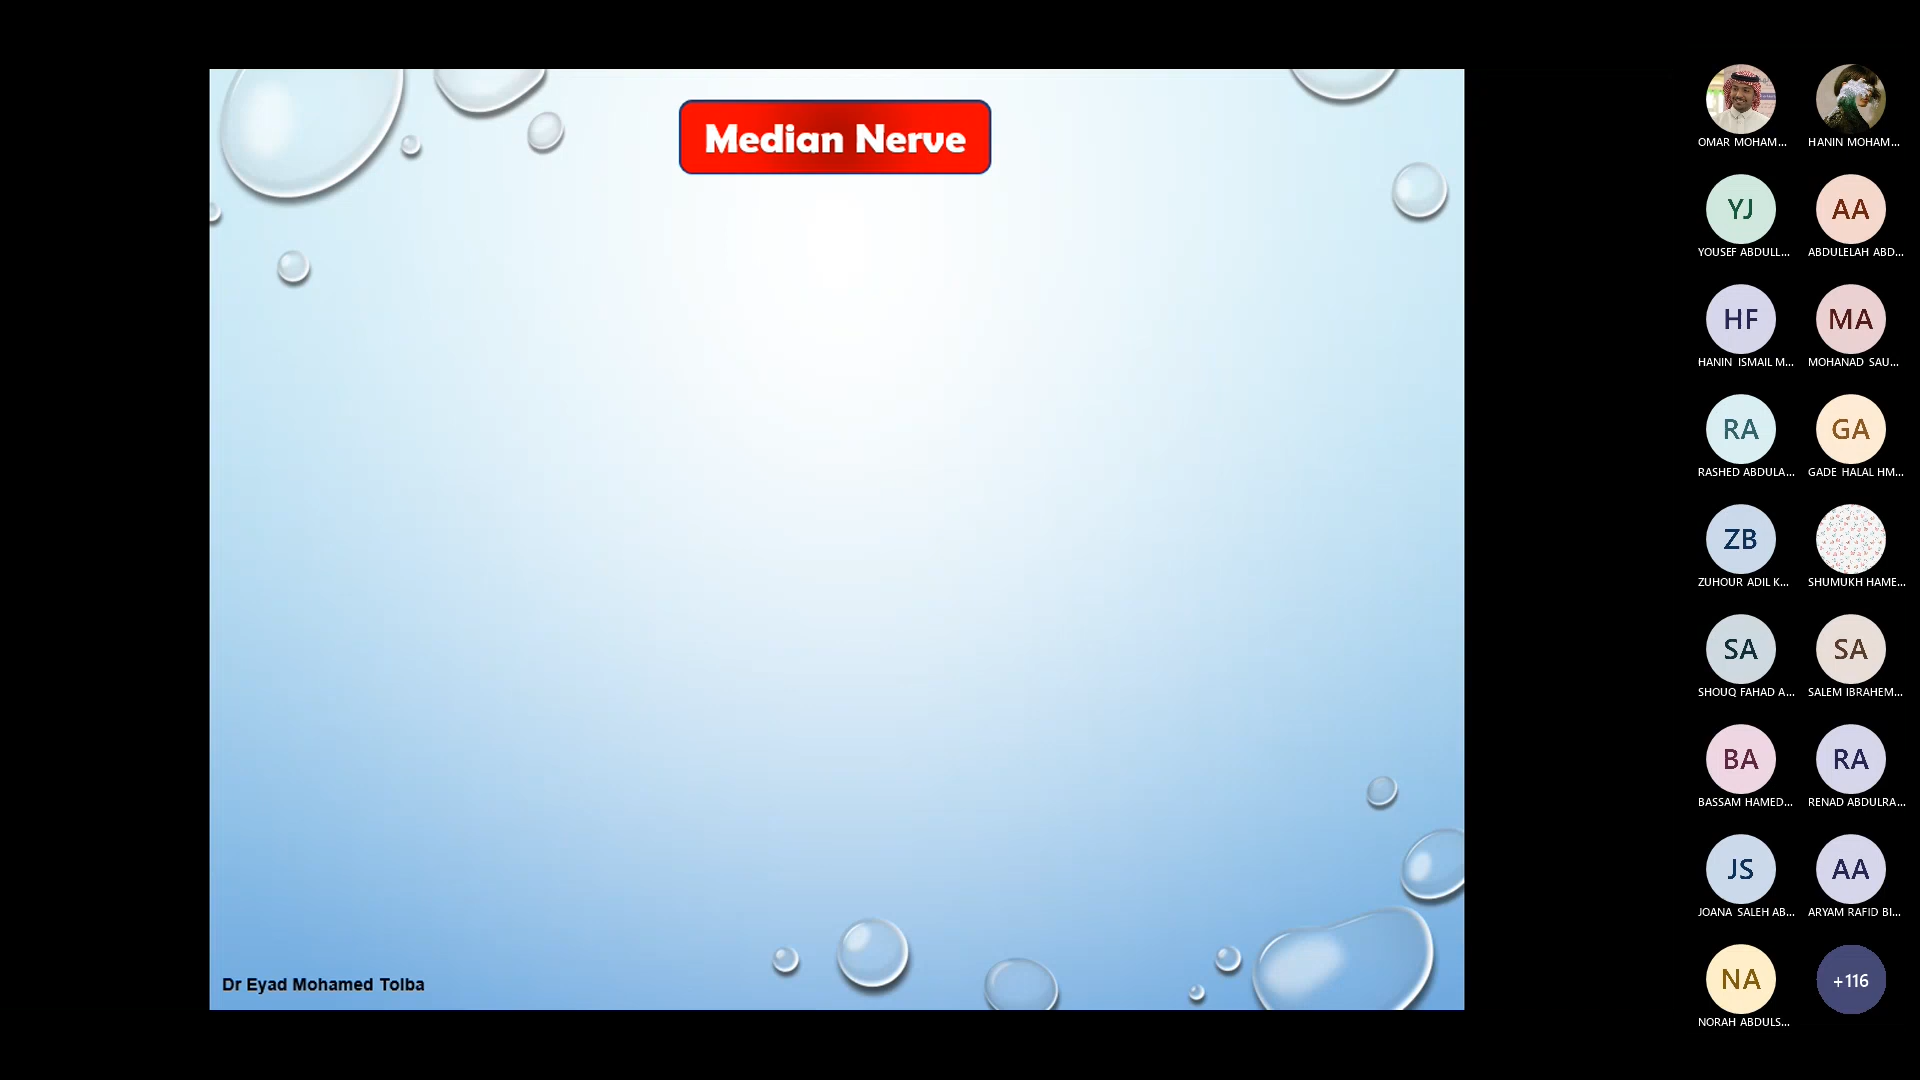 Median Nerve
Dr Eyad Mohamed Tolba
OMAR MOHAM...
HANIN MOHAM...
YJ
AA
YOUSEF ABDULL...
ABDULELAH ABD...
HF
MA
HANIN ISMAIL M...
MOHANAD SAU...
RA
GA
RASHED ABDULA...
GADE HALAL HM...
ZB
ZUHOUR ADIL K...
SHUMUKH HAME...
SA
SA
SHOUQ FAHAD A...
SALEM IBRAHEM...
BA
RA
BASSAM HAMED...
RENAD ABDULRA...
JS
AA
JOANA SALEH AB...
ARYAM RAFID BI...
NA
+116
NORAH ABDULS...